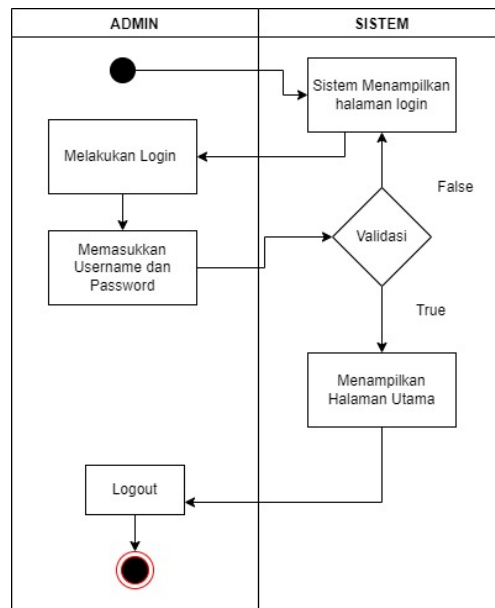 ADMIN
SISTEM
Sistem Menampilkan
halaman login
Melakukan Login
False
Validasi
Memasukkan
Username dan
Password
True
Menampilkan
Halaman Utama
Logout